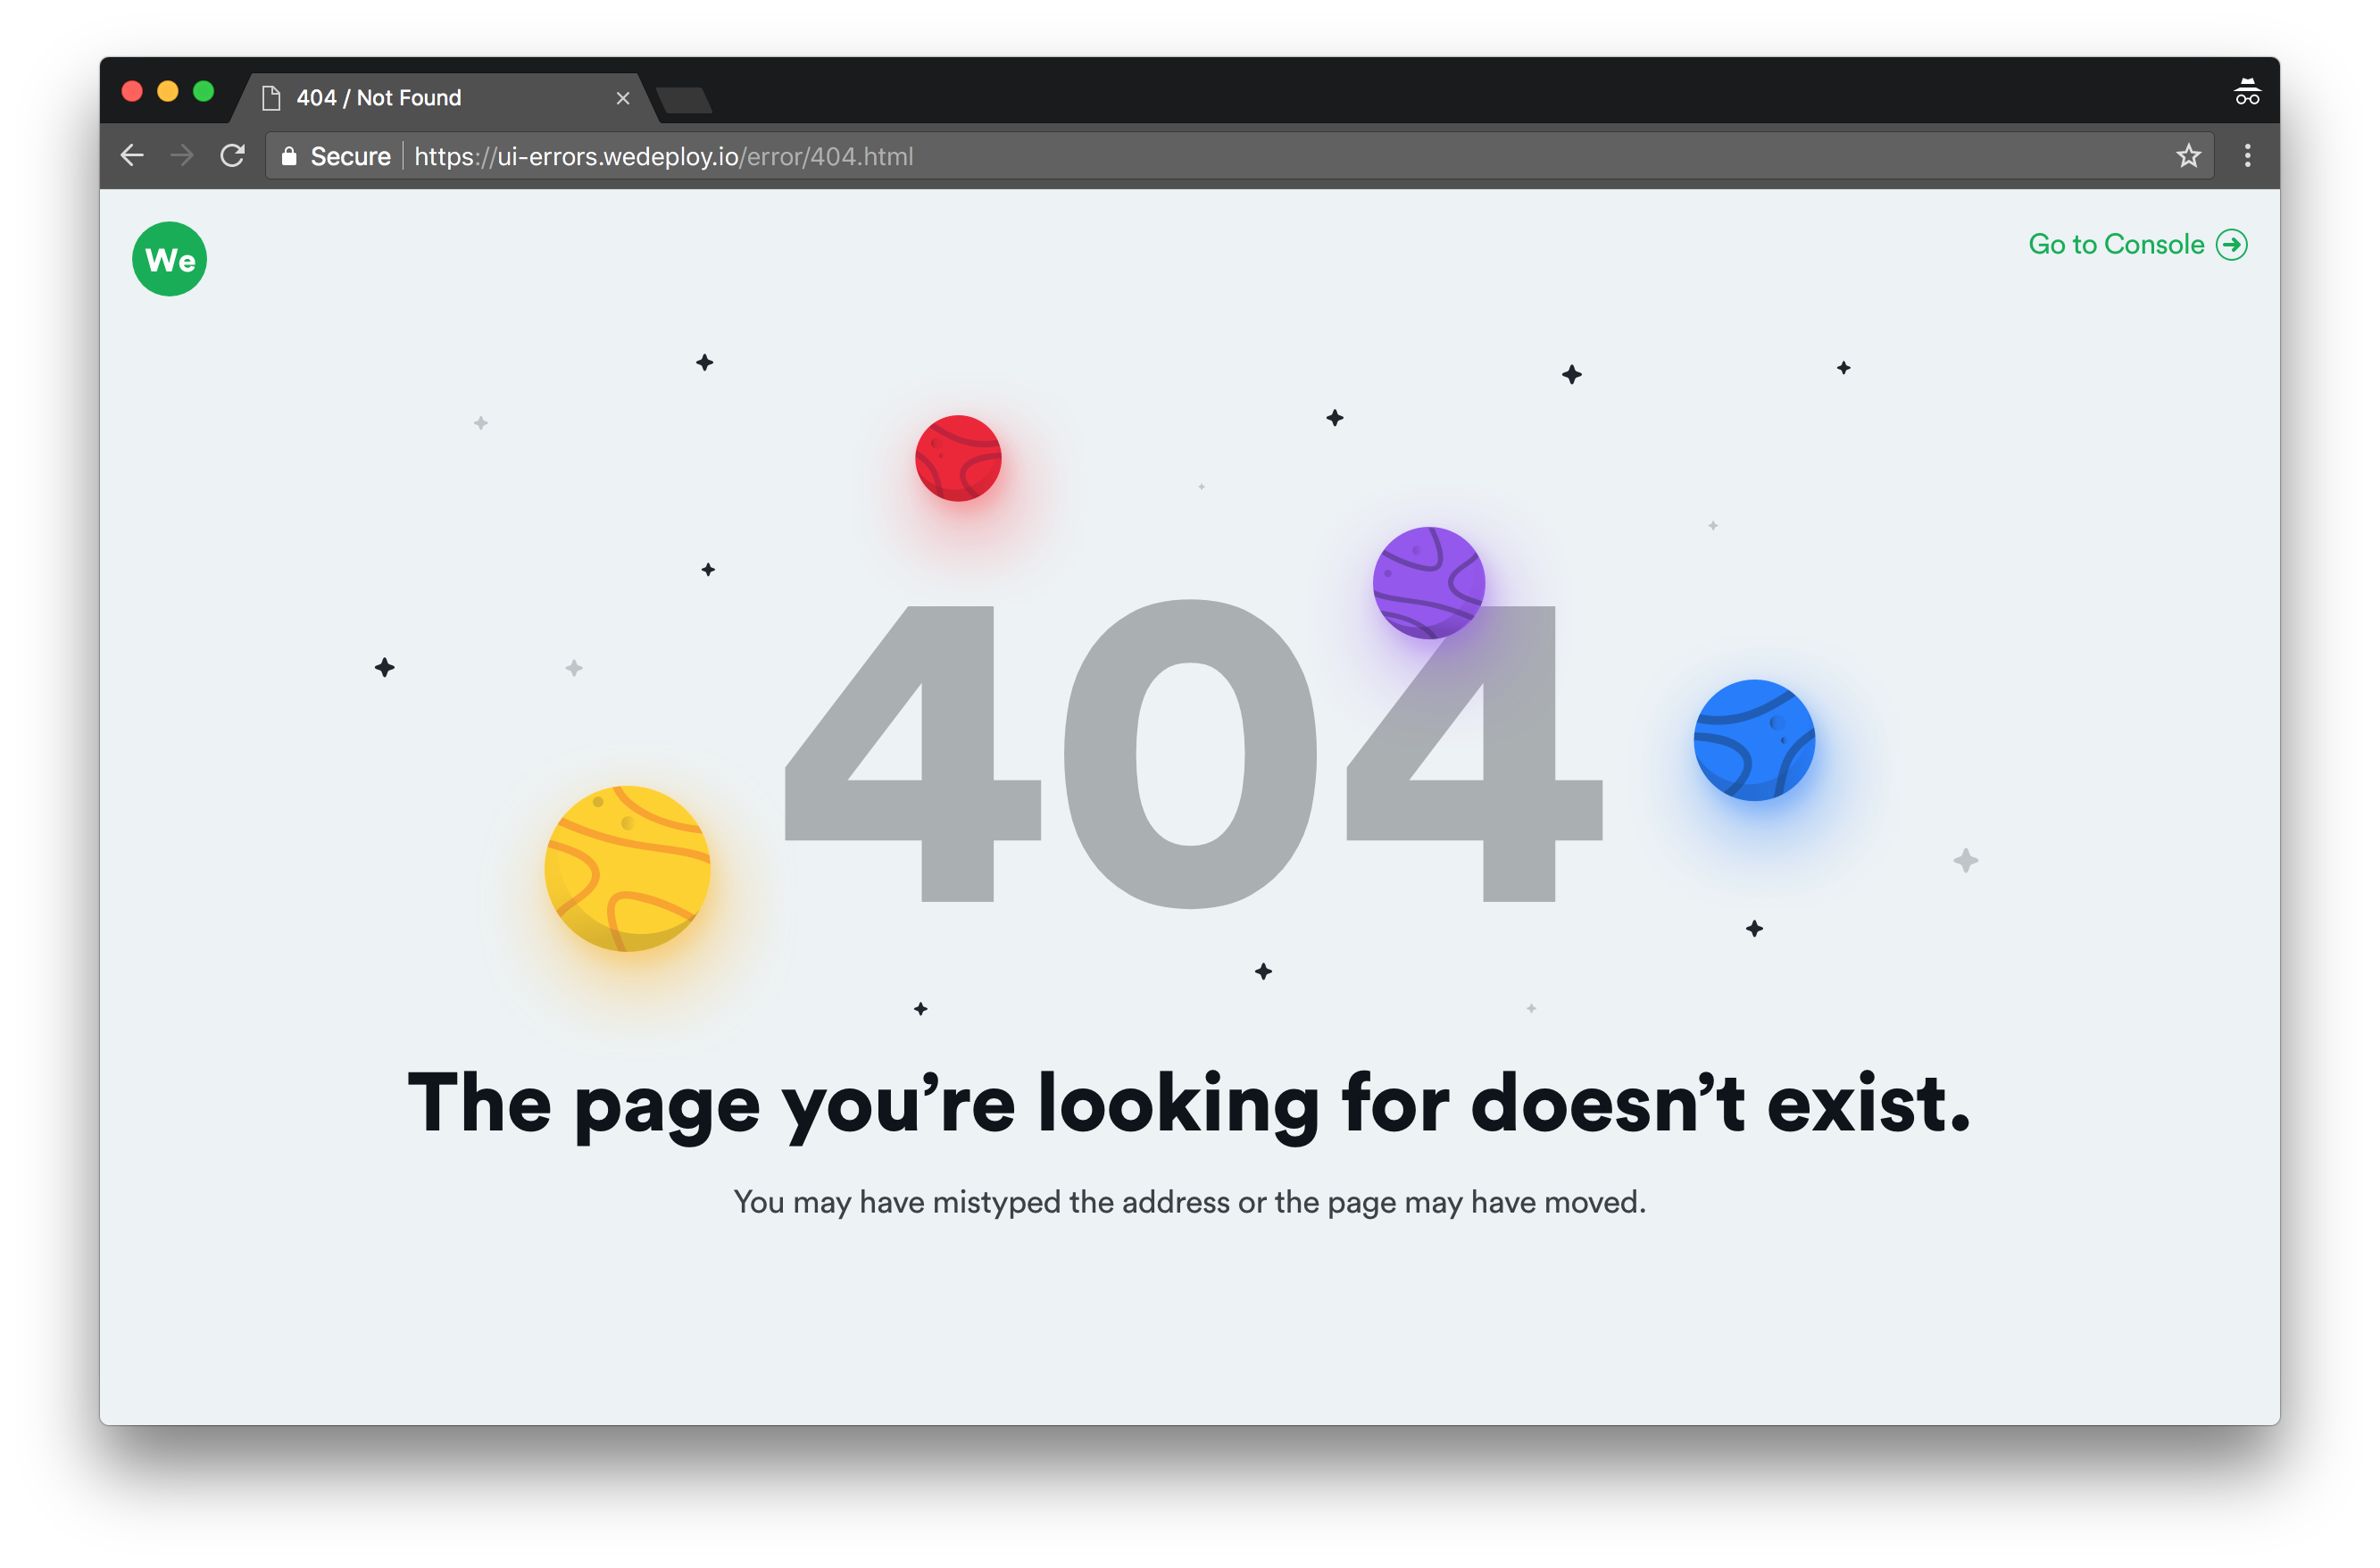 404 / Not Found
Secure https://ui-errors.wedeploy.io/error/404.html
We
Go to Console
404
The page you’re looking for doesn’t exist.
You may have mistyped the address or the page may have moved.